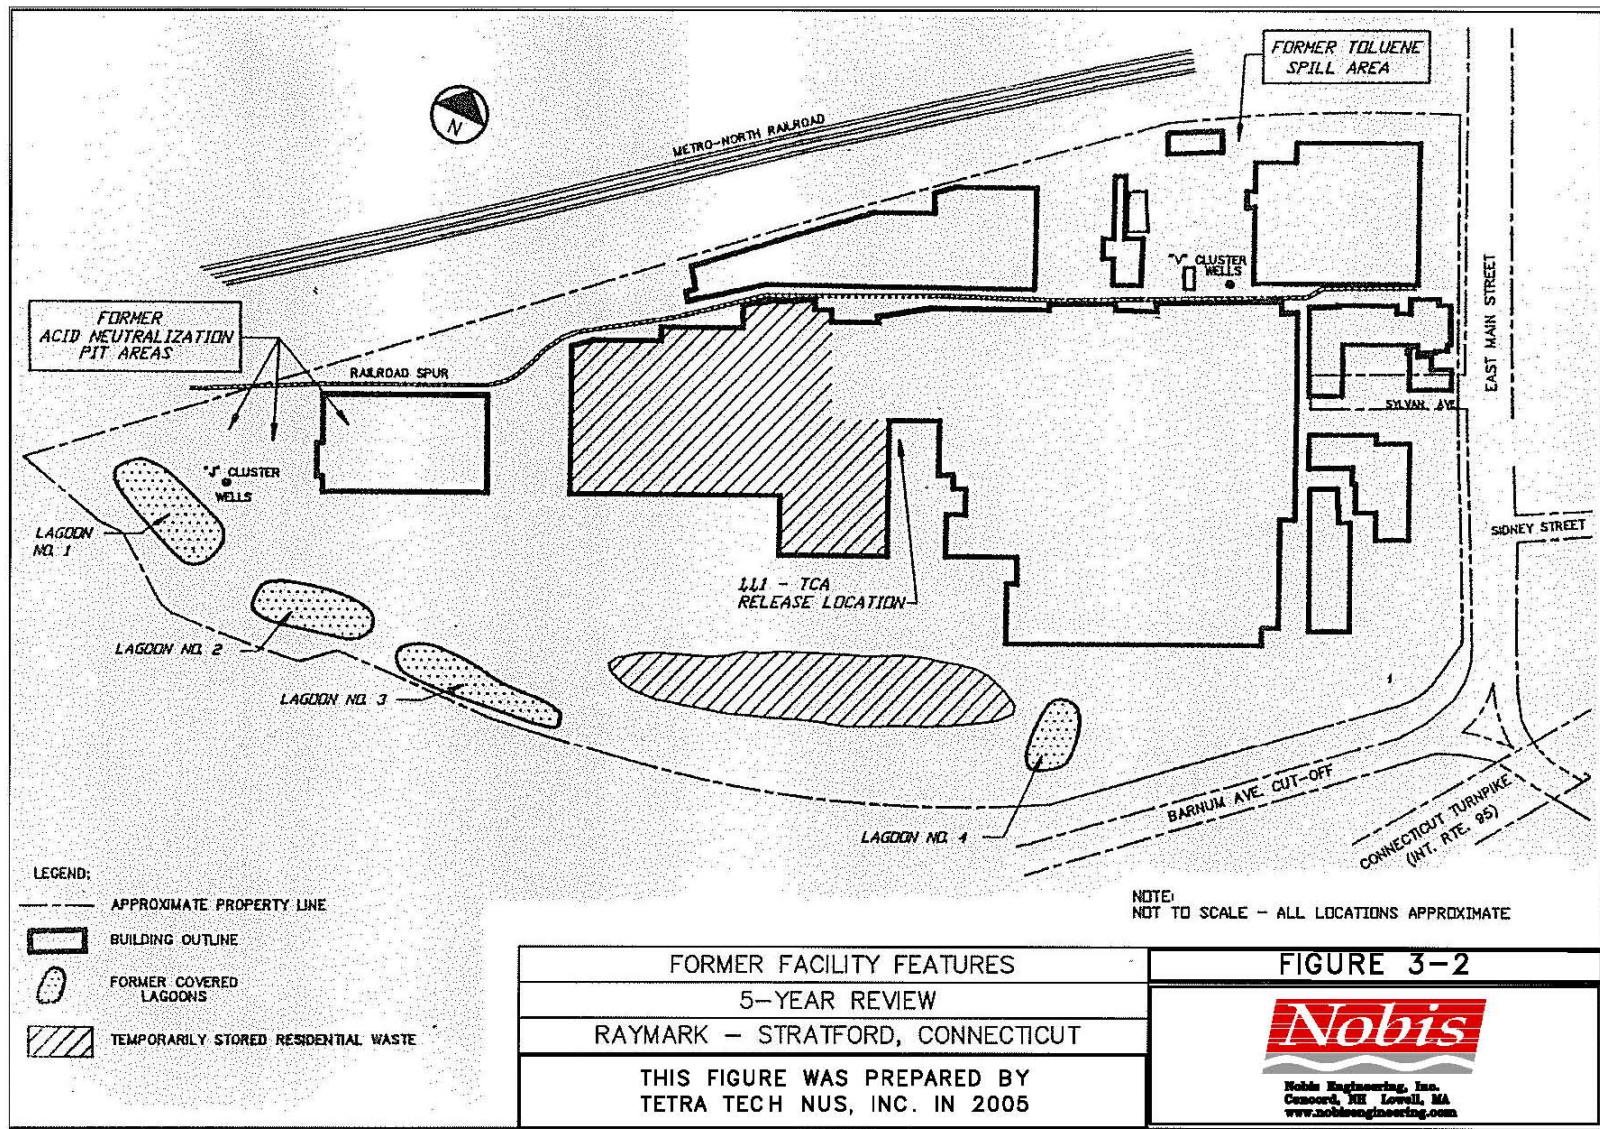 FORMER TOLUENE
SPILL AREA
N
METRO-NORTH RAILROAD
"V" CLUSTER
WELLS
EAST MAIN STREET
FORMER
ACID NEUTRALIZATION
PIT AREAS
RAILROAD SPUR
SYLVAN AVE
"J" CLUSTER
WELLS
LAGOON
NO. 1
SIDNEY STREET
1,1,1 - TCA
RELEASE LOCATION
LAGOON NO. 2
LAGOON NO. 3
LAGOON NO. 4
BARNUM AVE. CUT-OFF
CONNECTICUT TURNPIKE
(INT. RTE. 95)
LEGEND:
APPROXIMATE PROPERTY LINE
BUILDING OUTLINE
FORMER COVERED
LAGOONS
TEMPORARILY STORED RESIDENTIAL WASTE
NOTE:
NOT TO SCALE - ALL LOCATIONS APPROXIMATE
FORMER FACILITY FEATURES
5-YEAR REVIEW
RAYMARK - STRATFORD, CONNECTICUT
THIS FIGURE WAS PREPARED BY
TETRA TECH NUS, INC. IN 2005
FIGURE 3-2
Nobis
Nobis Engineering, Inc.
Concord, NH Lowell, MA
www.nobisengineering.com